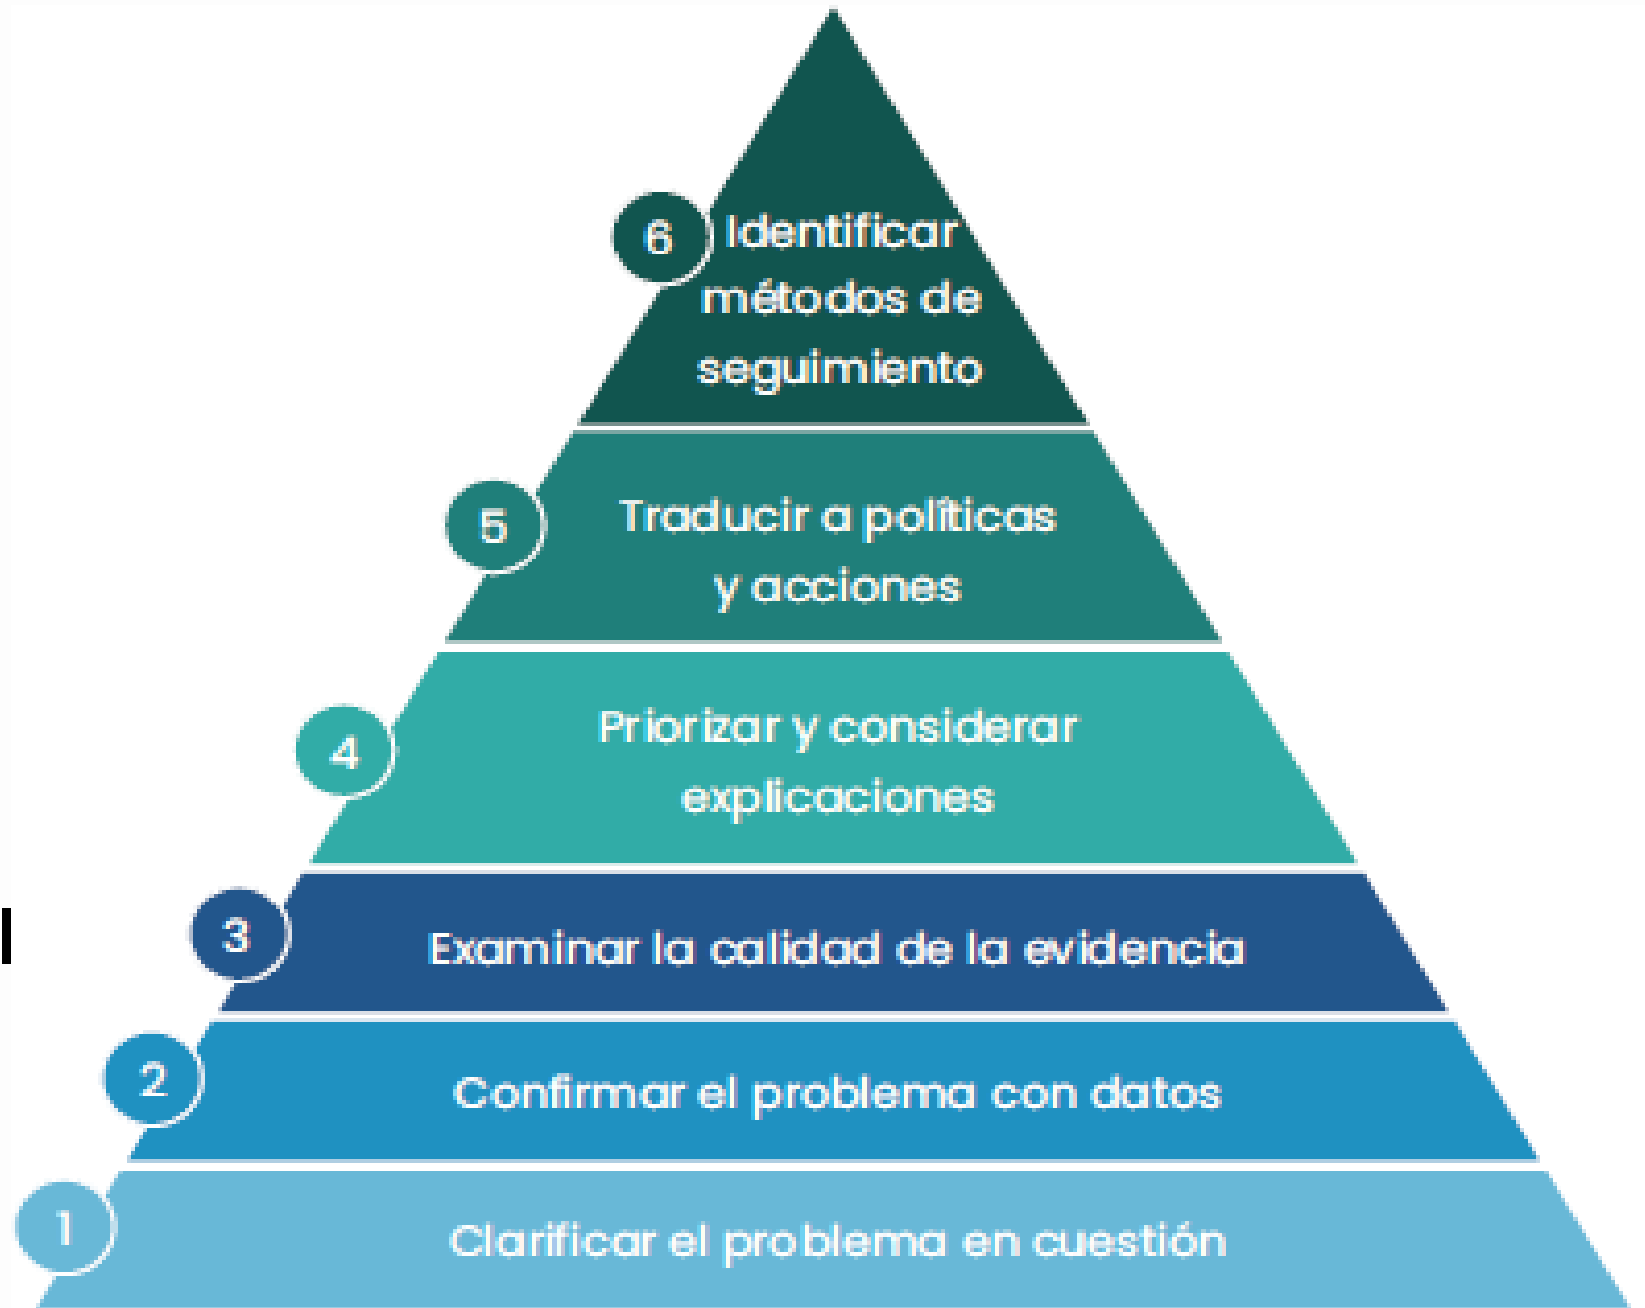 6 Identificar
métodos de
seguimiento
5 Traducir a políticas
y acciones
4 Priorizar y considerar
explicaciones
3 Examinar la calidad de la evidencia
2 Confirmar el problema con datos
1 Clarificar el problema en cuestión